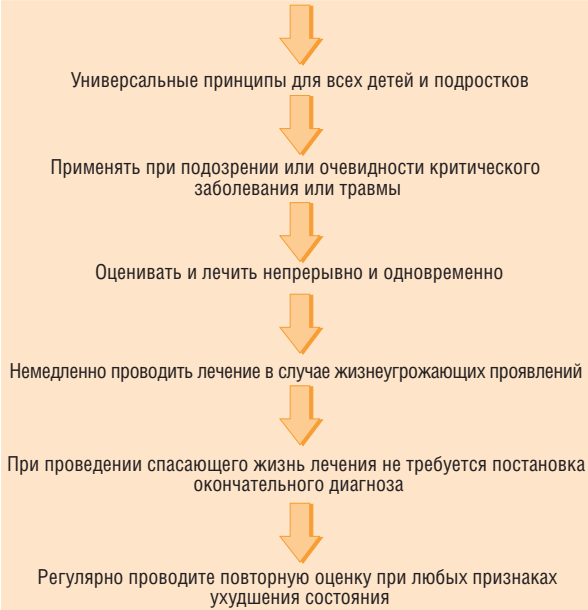 Универсальные принципы для всех детей и подростков
Применять при подозрении или очевидности критического
заболевания или травмы
Оценивать и лечить непрерывно и одновременно
Немедленно проводить лечение в случае жизнеугрожающих проявлений
При проведении спасающего жизнь лечения не требуется постановка
окончательного диагноза
Регулярно проводите повторную оценку при любых признаках
ухудшения состояния